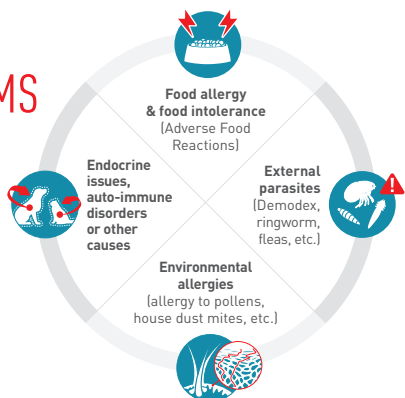 MS
Food allergy
& food intolerance
(Adverse Food
Reactions)
Endocrine
issues,
auto-immune
disorders
or other
causes
External
parasites
(Demodex,
ringworm,
fleas, etc.)
Environmental
allergies
(allergy to pollens,
house dust mites, etc.)